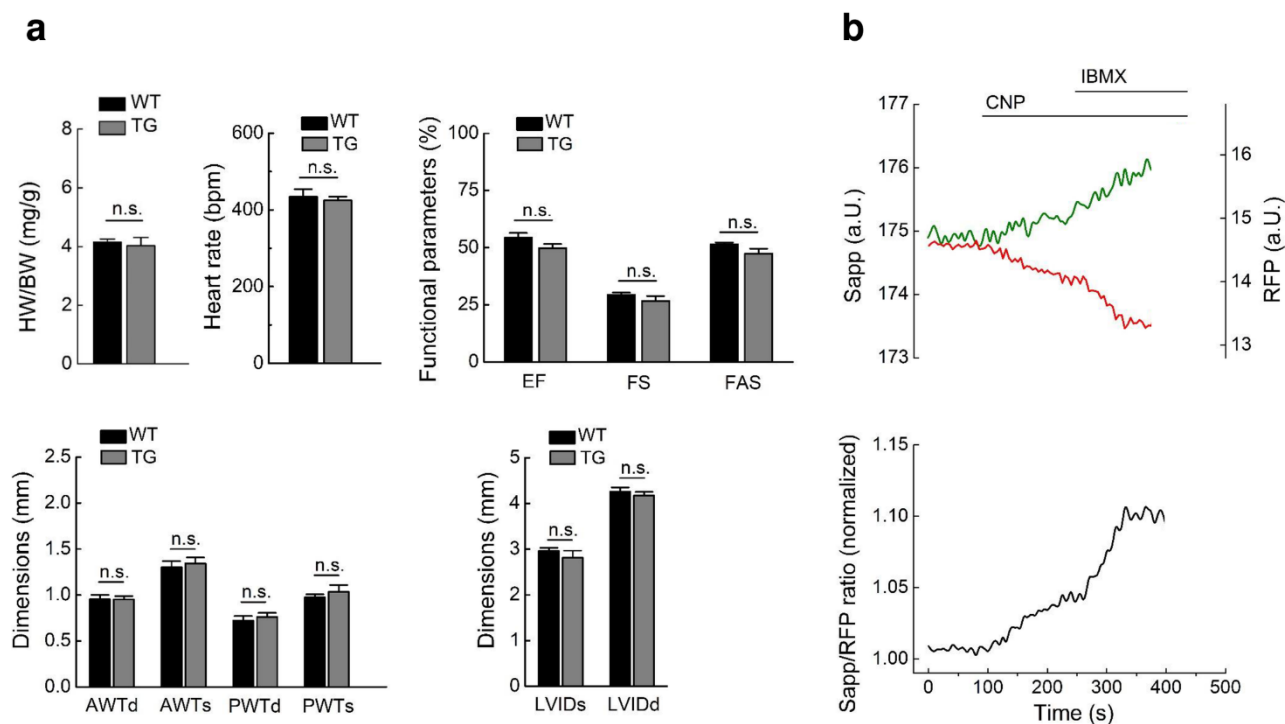 a
b
WT
TG
HW/BW (mg/g)
8
6
4
2
0
n.s.
WT
TG
Heart rate (bpm)
600
400
200
0
n.s.
WT
TG
Functional parameters (%)
100
75
50
25
0
n.s.
n.s.
n.s.
EF
FS
FAS
IBMX
CNP
Sapp (a.U.)
177
176
175
174
173
RFP (a.U.)
16
15
14
13
WT
TG
Dimensions (mm)
2.5
2.0
1.5
1.0
0.5
0.0
n.s.
n.s.
n.s.
n.s.
AWTd
AWTs
PWTd
PWTs
WT
TG
Dimensions (mm)
5
4
3
2
1
0
n.s.
n.s.
LVIDs
LVIDd
Sapp/RFP ratio (normalized)
1.15
1.10
1.05
1.00
0
100
200
300
400
500
Time (s)